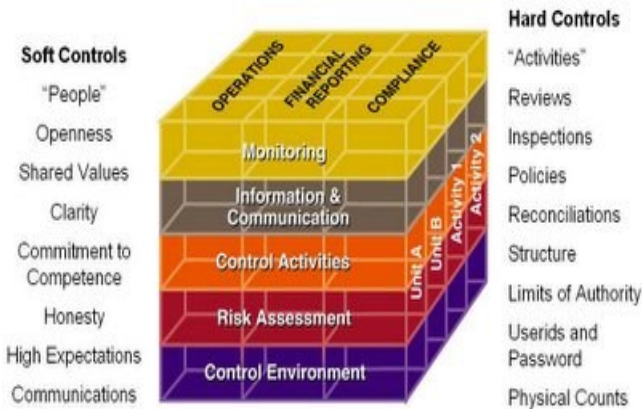 Soft Controls
"People"
Openness
Shared Values
Clarity
Commitment to
Competence
Honesty
High Expectations
Communications
OPERATIONS
FINANCIAL
REPORTING
COMPLIANCE
Monitoring
Information &
Communication
Control Activities
Risk Assessment
Control Environment
Unit A
Unit B
Activity 1
Activity 2
Hard Controls
"Activities"
Reviews
Inspections
Policies
Reconciliations
Structure
Limits of Authority
Userids and
Password
Physical Counts